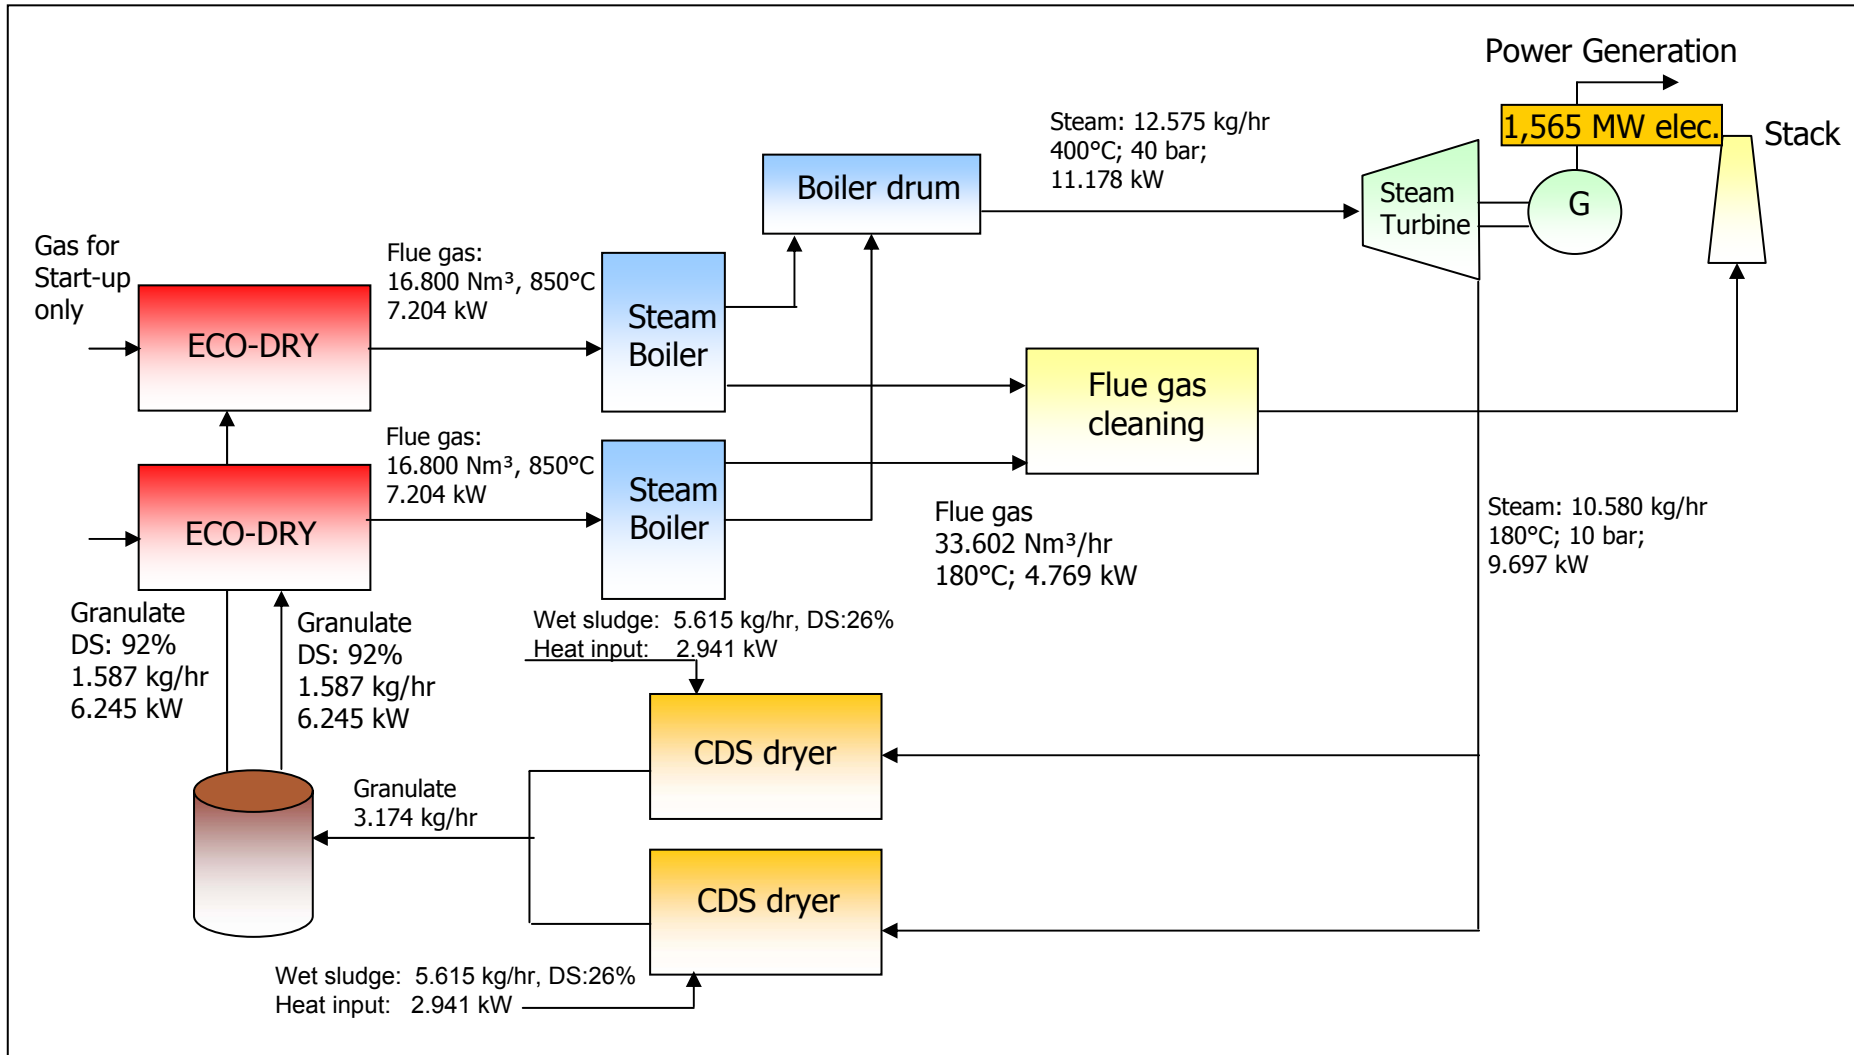 Power Generation
1,565 MW elec.
Stack
Steam: 12.575 kg/hr
400°C; 40 bar;
11.178 kW
Boiler drum
Steam
Turbine
G
Gas for
Start-up
only
Flue gas:
16.800 Nm³, 850°C
7.204 kW
ECO-DRY
Steam
Boiler
Flue gas
cleaning
Flue gas:
16.800 Nm³, 850°C
7.204 kW
ECO-DRY
Steam
Boiler
Flue gas
33.602 Nm³/hr
180°C; 4.769 kW
Steam: 10.580 kg/hr
180°C; 10 bar;
9.697 kW
Granulate
DS: 92%
1.587 kg/hr
6.245 kW
Granulate
DS: 92%
1.587 kg/hr
6.245 kW
Wet sludge: 5.615 kg/hr, DS:26%
Heat input: 2.941 kW
CDS dryer
Granulate
3.174 kg/hr
CDS dryer
Wet sludge: 5.615 kg/hr, DS:26%
Heat input: 2.941 kW